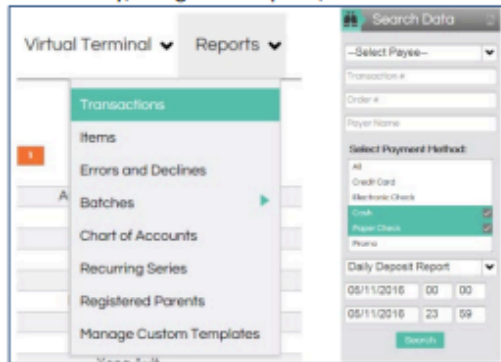 Virtual Terminal
Reports
Transactions
Items
Errors and Declines
Batches
Chart of Accounts
Recurring Series
Registered Parents
Manage Custom Templates
1
A
Search Data
--Select Payee--
Transaction #
Order #
Payer Name
Select Payment Method:
All
Credit Card
Electronic Check
Cash
Paper Check
Promo
Daily Deposit Report
05/11/2016 00 00
05/11/2016 23 59
Search